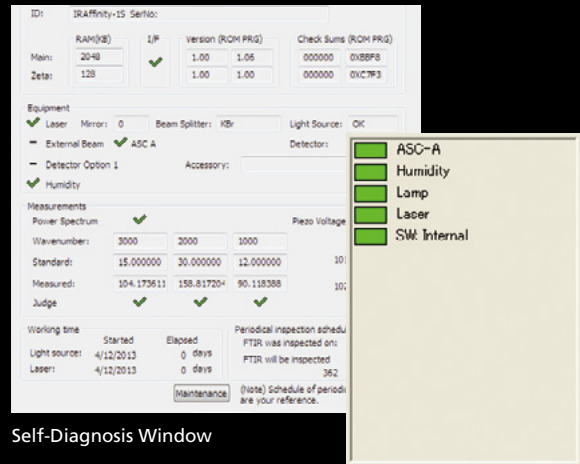 ID: IRAffinity-1S SerNo:
RAM(KB) I/F Version (ROM PRG) Check Sums (ROM PRG)
Main: 2048 1.00 1.06 000000 0XBBF8
Zeta: 128 1.00 1.00 000000 0XC7F3
Equipment
Laser Mirror: 0 Beam Splitter: KBr Light Source: OK
External Beam ASC A Detector:
Detector Option 1 Accessory:
Humidity
Measurements
Power Spectrum Piezo Voltage
Wavenumber: 3000 2000 1000
Standard: 15.000000 30.000000 12.000000 10
Measured: 104.173611 158.817204 90.118388 102
Judge
Working time Periodical inspection schedu
Started Elapsed FTIR was inspected on:
Light source: 4/12/2013 0 days FTIR will be inspected
Laser: 4/12/2013 0 days 362
Maintenance (Note) Schedule of periodi
are your reference.
ASC-A
Humidity
Lamp
Laser
SW: Internal
Self-Diagnosis Window